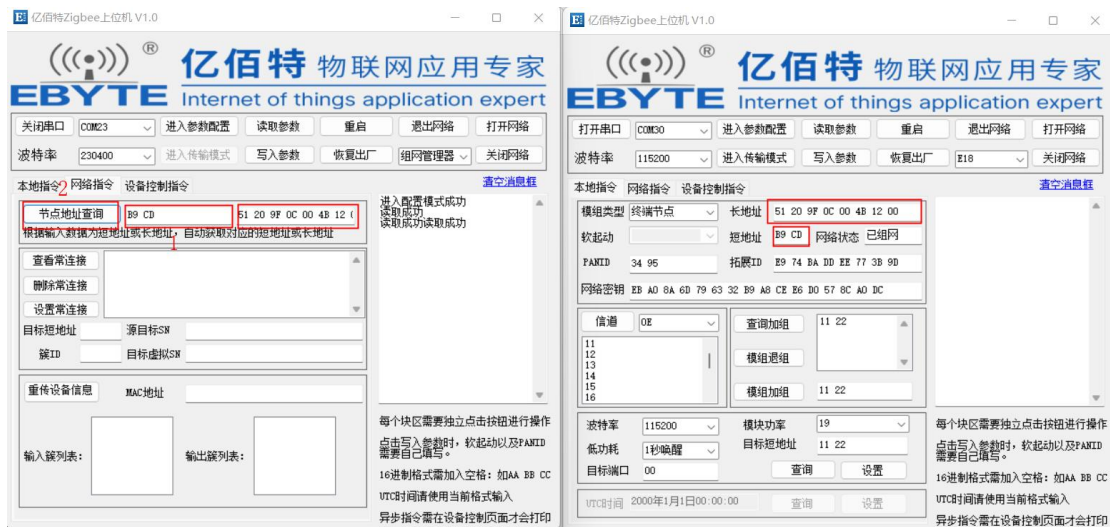 亿佰特Zigbee上位机 V1.0
®
亿佰特 物联网应用专家
EBYTE Internet of things application expert
关闭串口 COM23 进入参数配置 读取参数 重启 退出网络 打开网络
波特率 230400 进入传输模式 写入参数 恢复出厂 组网管理器 关闭网络
本地指令 2 网络指令 设备控制指令 清空消息框
节点地址查询 B9 CD 51 20 9F 0C 00 4B 12 (
根据输入数据为短地址或长地址，自动获取对应的短地址或长地址
1
查看常连接
删除常连接
设置常连接
目标短地址 源目标SN
簇ID 目标虚拟SN
重传设备信息 MAC地址
输入簇列表： 输出簇列表：
进入配置模式成功
读取成功
读取成功读取成功
每个块区需要独立点击按钮进行操作
点击写入参数时，软起动以及PANID
需要自己填写。
16进制格式需加入空格：如AA BB CC
UTC时间请使用当前格式输入
异步指令需在设备控制页面才会打印
亿佰特Zigbee上位机 V1.0
®
亿佰特 物联网应用专家
EBYTE Internet of things application expert
打开串口 COM30 进入参数配置 读取参数 重启 退出网络 打开网络
波特率 115200 进入传输模式 写入参数 恢复出厂 E18 关闭网络
本地指令 网络指令 设备控制指令 清空消息框
模组类型 终端节点 长地址 51 20 9F 0C 00 4B 12 00
软起动 短地址 B9 CD 网络状态 已组网
PANID 34 95 拓展ID E9 74 BA DD EE 77 3B 9D
网络密钥 EB A0 8A 6D 79 63 32 B9 A8 CE E6 D0 57 8C A0 DC
信道 0E 查询加组 11 22
11
12
13
14
15
16
模组退组
模组加组 11 22
波特率 115200 模块功率 19
低功耗 1秒唤醒 目标短地址 11 22
目标端口 00 查询 设置
UTC时间 2000年1月1日00:00:00 查询 设置
每个块区需要独立点击按钮进行操作
点击写入参数时，软起动以及PANID
需要自己填写。
16进制格式需加入空格：如AA BB CC
UTC时间请使用当前格式输入
异步指令需在设备控制页面才会打印